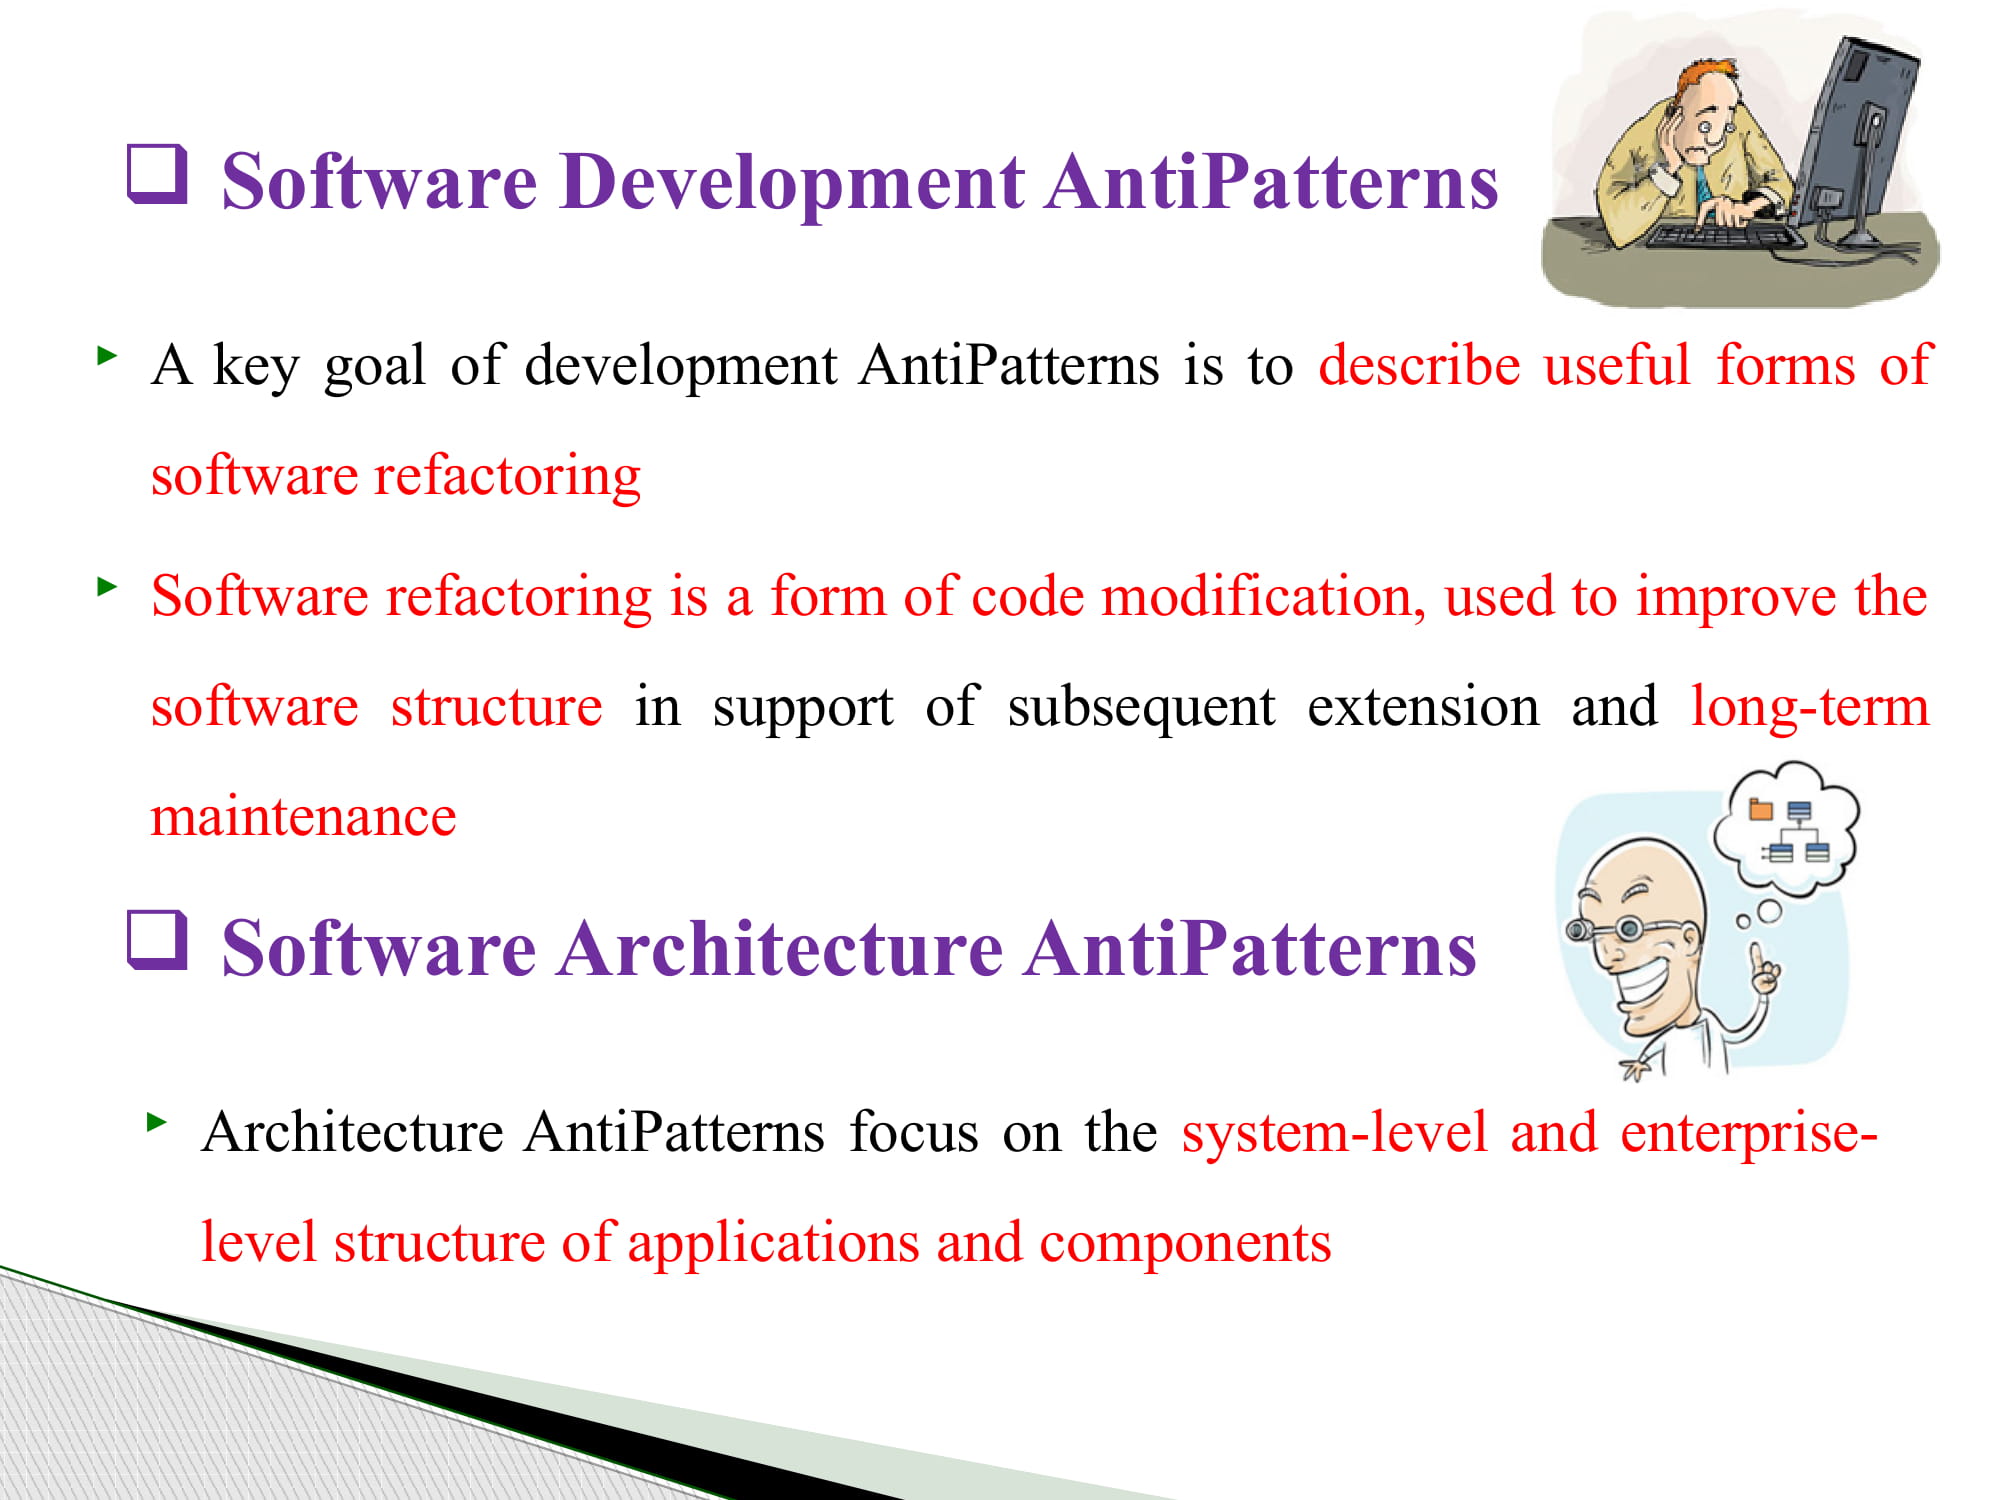 ❑ Software Development AntiPatterns
► A key goal of development AntiPatterns is to describe useful forms of
software refactoring
► Software refactoring is a form of code modification, used to improve the
software structure in support of subsequent extension and long-term
maintenance
❑ Software Architecture AntiPatterns
► Architecture AntiPatterns focus on the system-level and enterprise-
level structure of applications and components